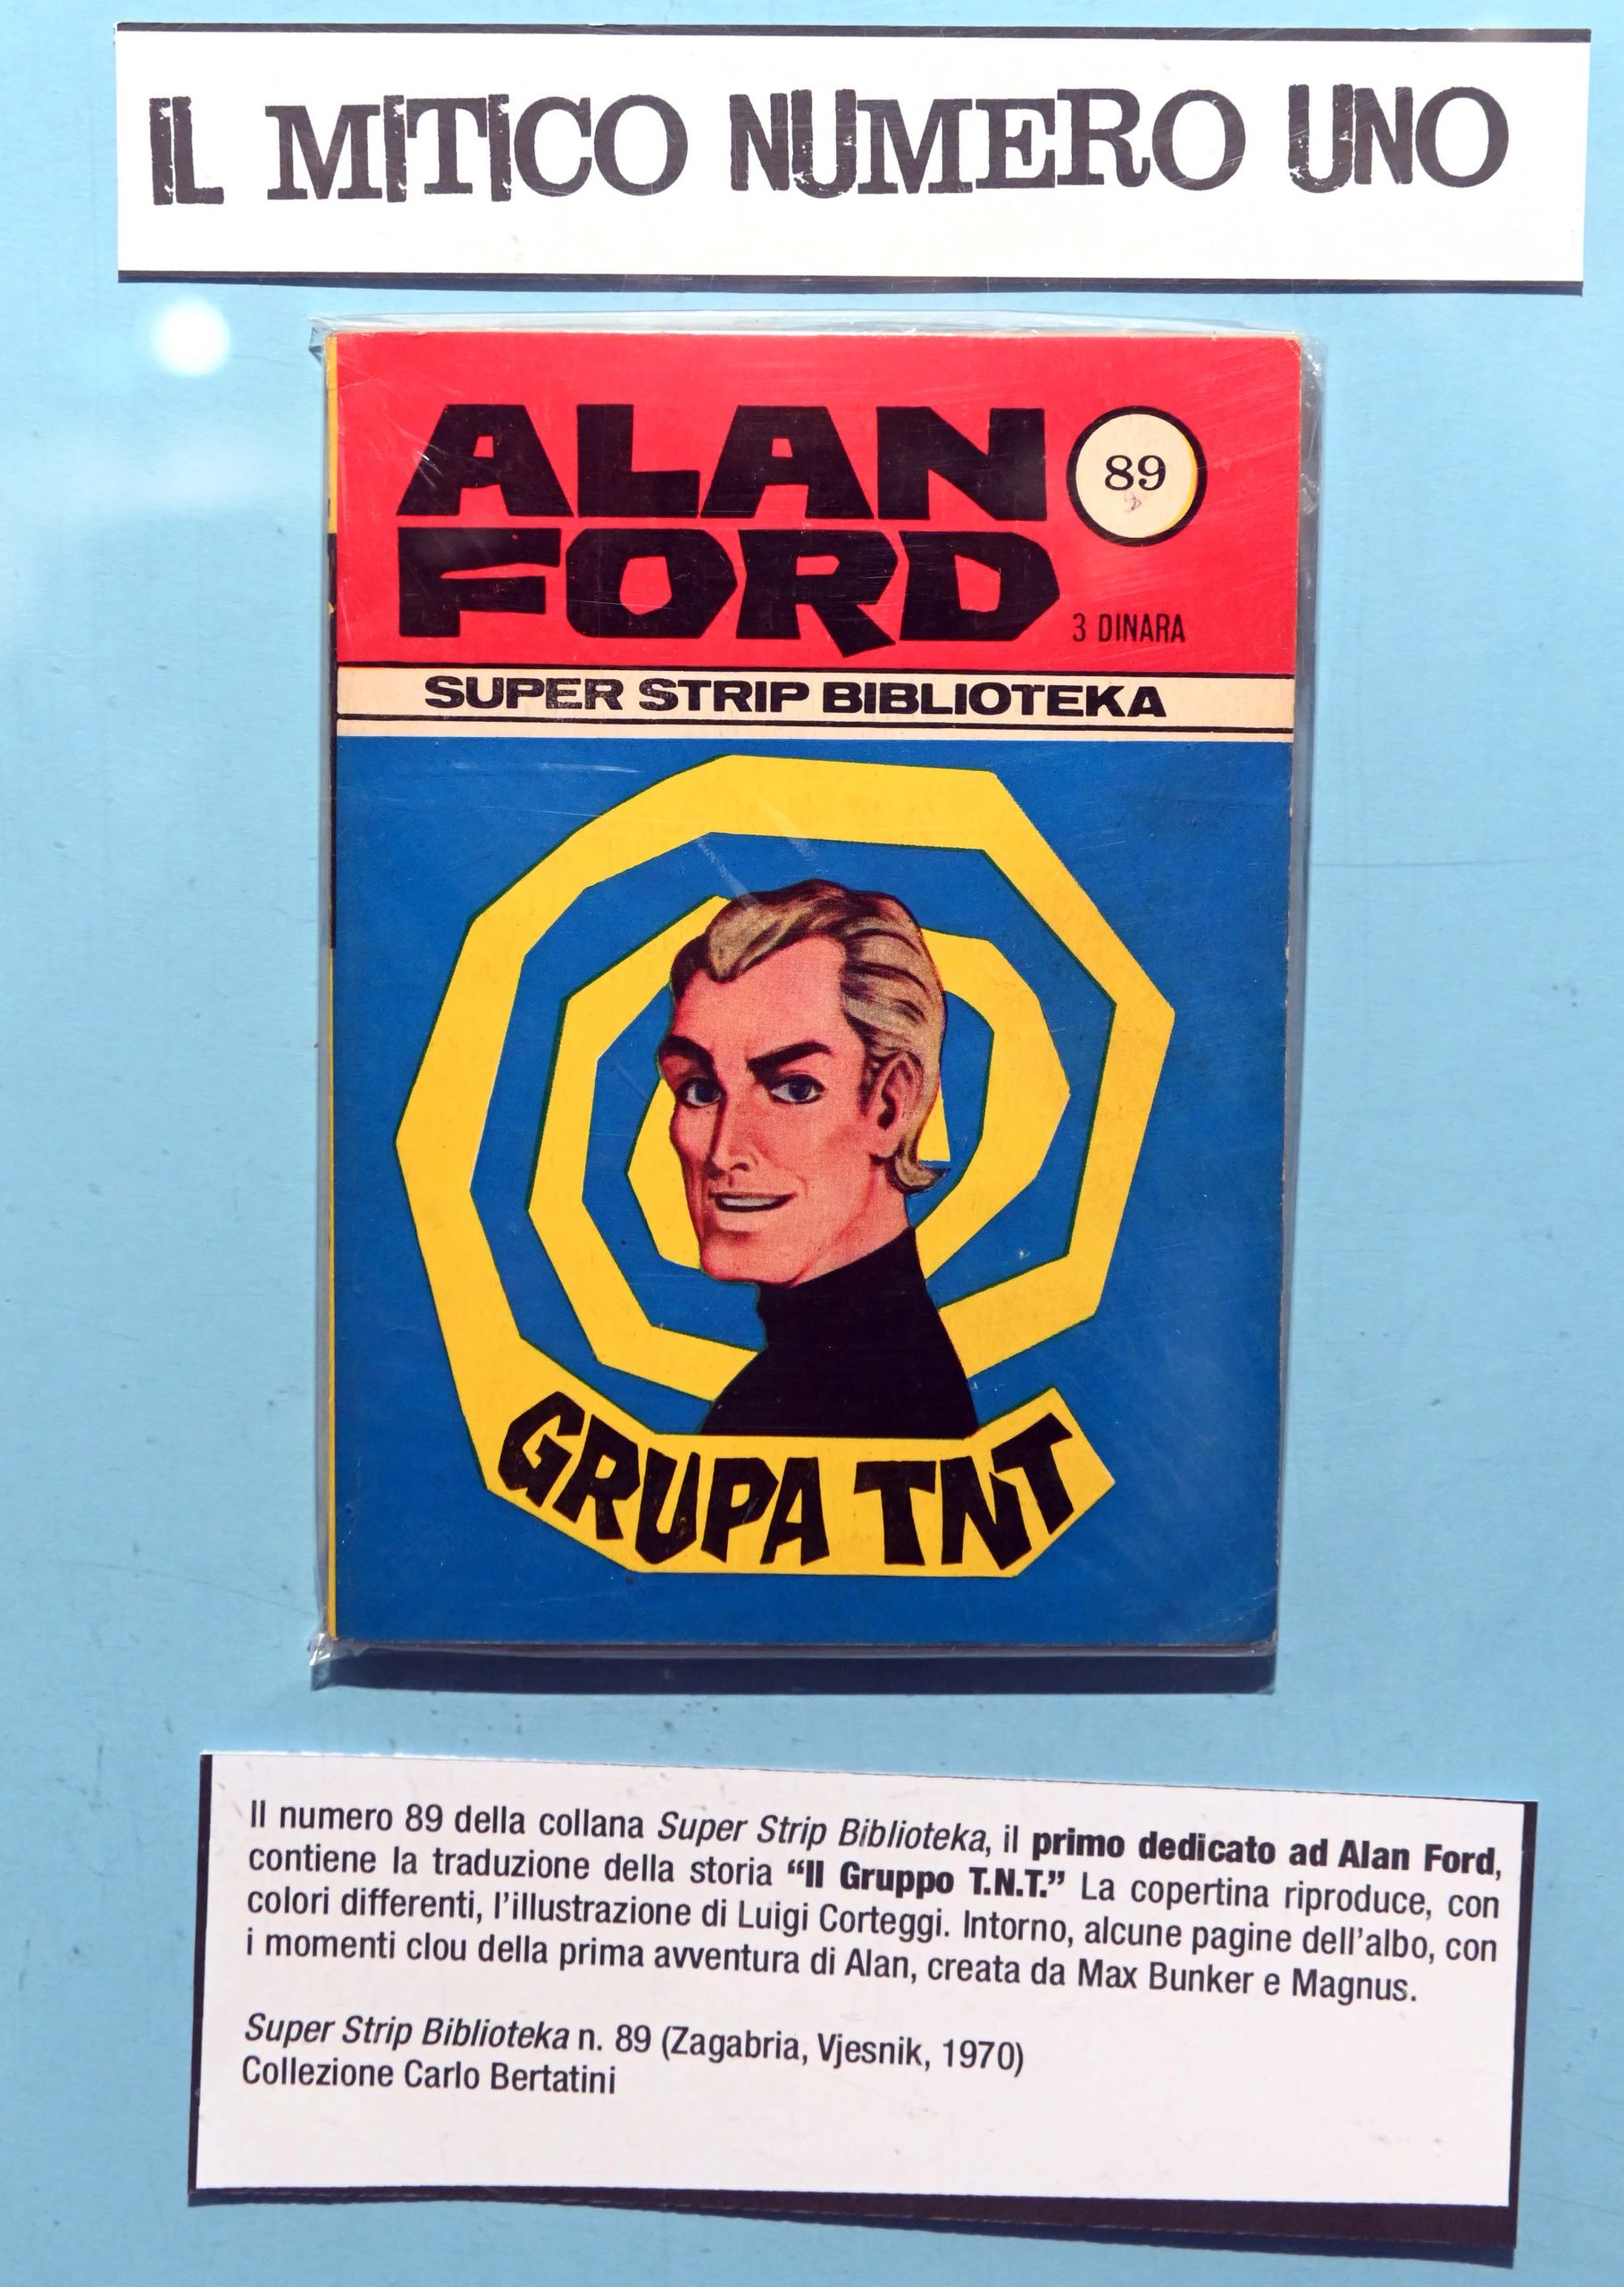 IL MITICO NUMERO UNO
ALAN
89
FORD
3 DINARA
SUPER STRIP BIBLIOTEKA
GRUPA TNT
Il numero 89 della collana Super Strip Biblioteka, il primo dedicato ad Alan Ford,
contiene la traduzione della storia “Il Gruppo T.N.T.” La copertina riproduce, con
colori differenti, l’illustrazione di Luigi Corteggi. Intorno, alcune pagine dell’albo, con
i momenti clou della prima avventura di Alan, creata da Max Bunker e Magnus.
Super Strip Biblioteka n. 89 (Zagabria, Vjesnik, 1970)
Collezione Carlo Bertatini